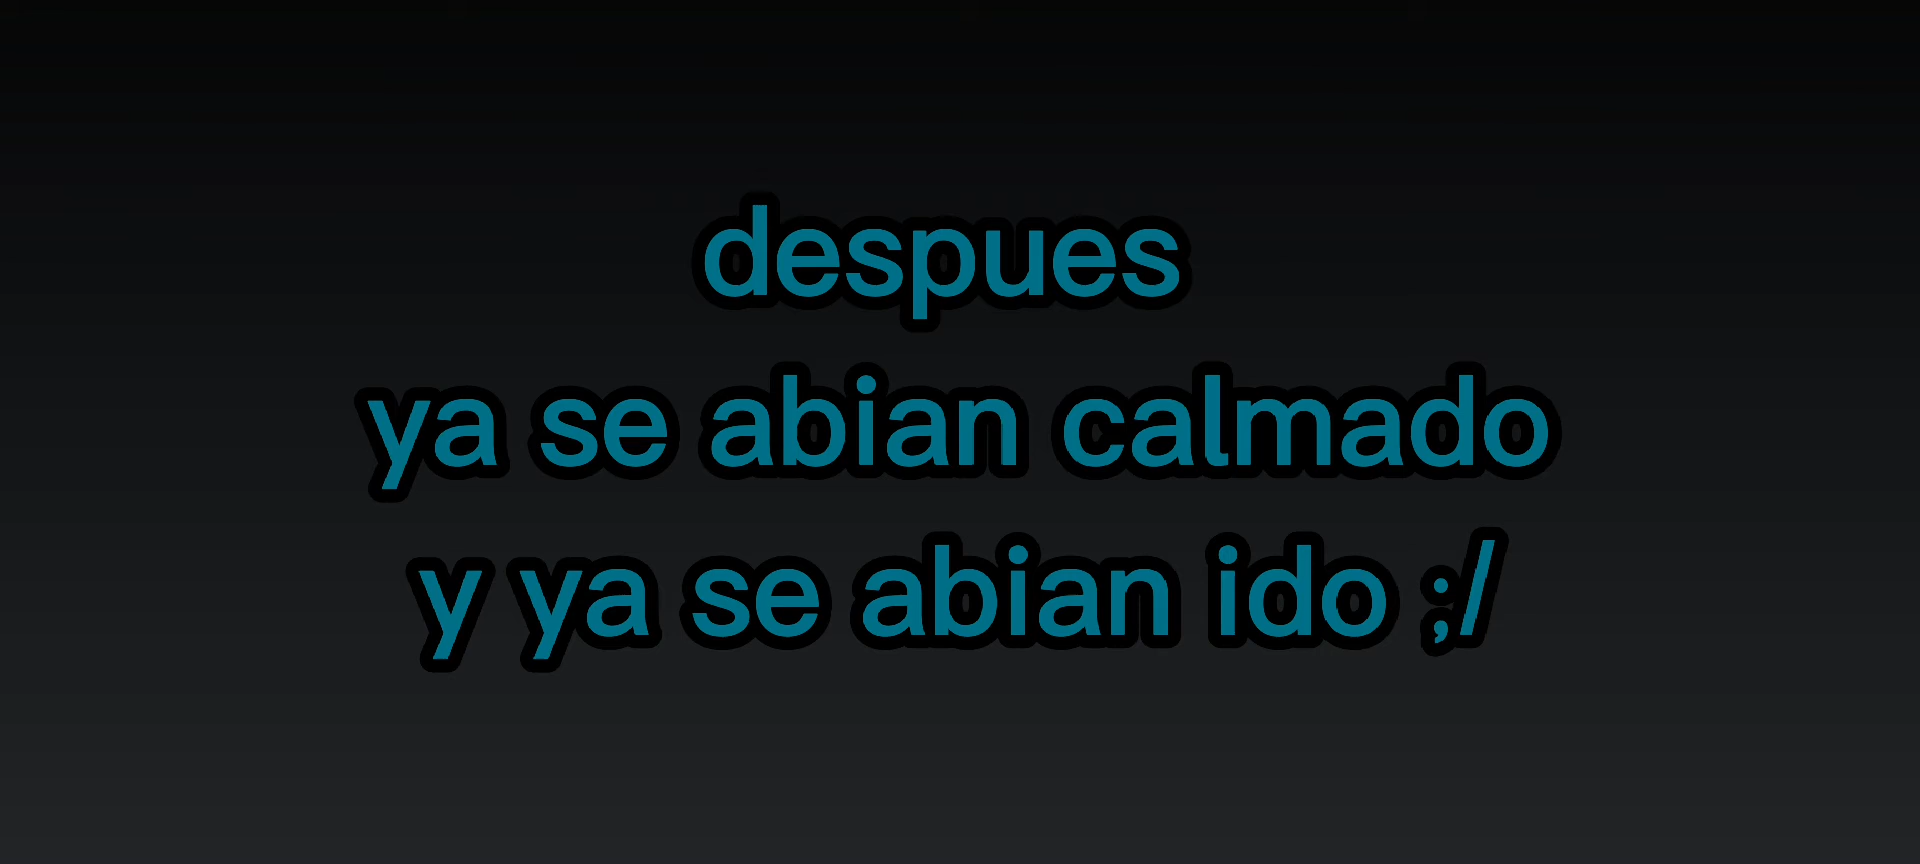 despues
ya se abian calmado
y ya se abian ido ;/